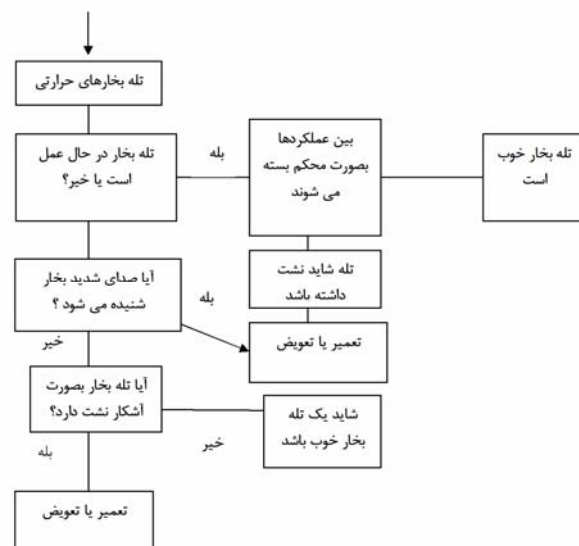 تله بخارهای حرارتی
تله بخار در حال عمل
است یا خیر؟
بله
بین عملکردها
بصورت محکم بسته
می شوند
تله بخار خوب
است
آیا صدای شدید بخار
شنیده می شود ؟
بله
تله شاید نشت
داشته باشد
خیر
تعمیر یا تعویض
آیا تله بخار بصورت
آشکار نشت دارد؟
خیر
شاید یک تله
بخار خوب باشد
بله
تعمیر یا تعویض